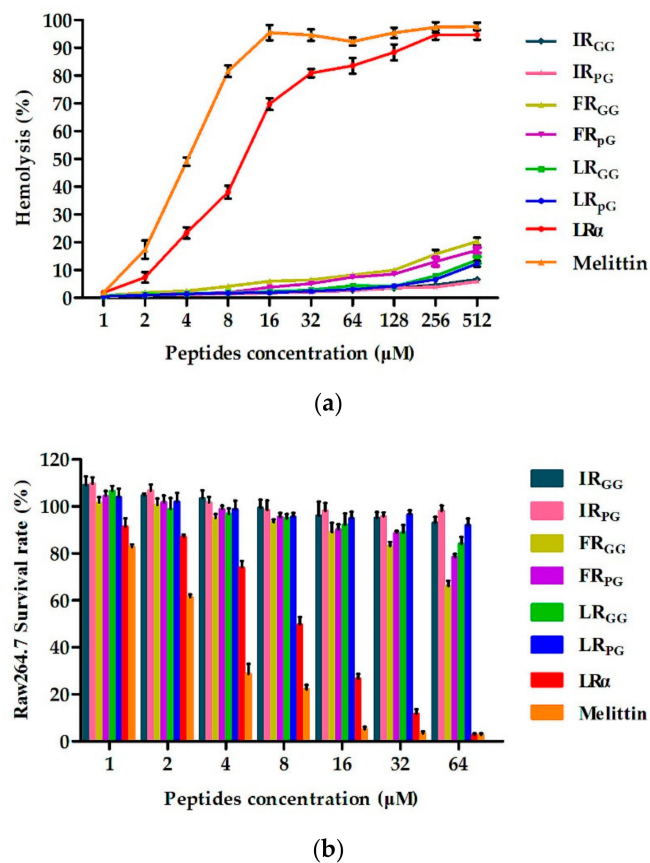 Hemolysis (%)
100
90
80
70
60
50
40
30
20
10
0
1 2 4 8 16 32 64 128 256 512
Peptides concentration (µM)
IRGG
IRPG
FRGG
FRpG
LRGG
LRpG
LRα
Melittin
(a)
Raw264.7 Survival rate (%)
120
100
80
60
40
20
0
1 2 4 8 16 32 64
Peptides concentration (µM)
IRGG
IRPG
FRGG
FRPG
LRGG
LRPG
LRα
Melittin
(b)